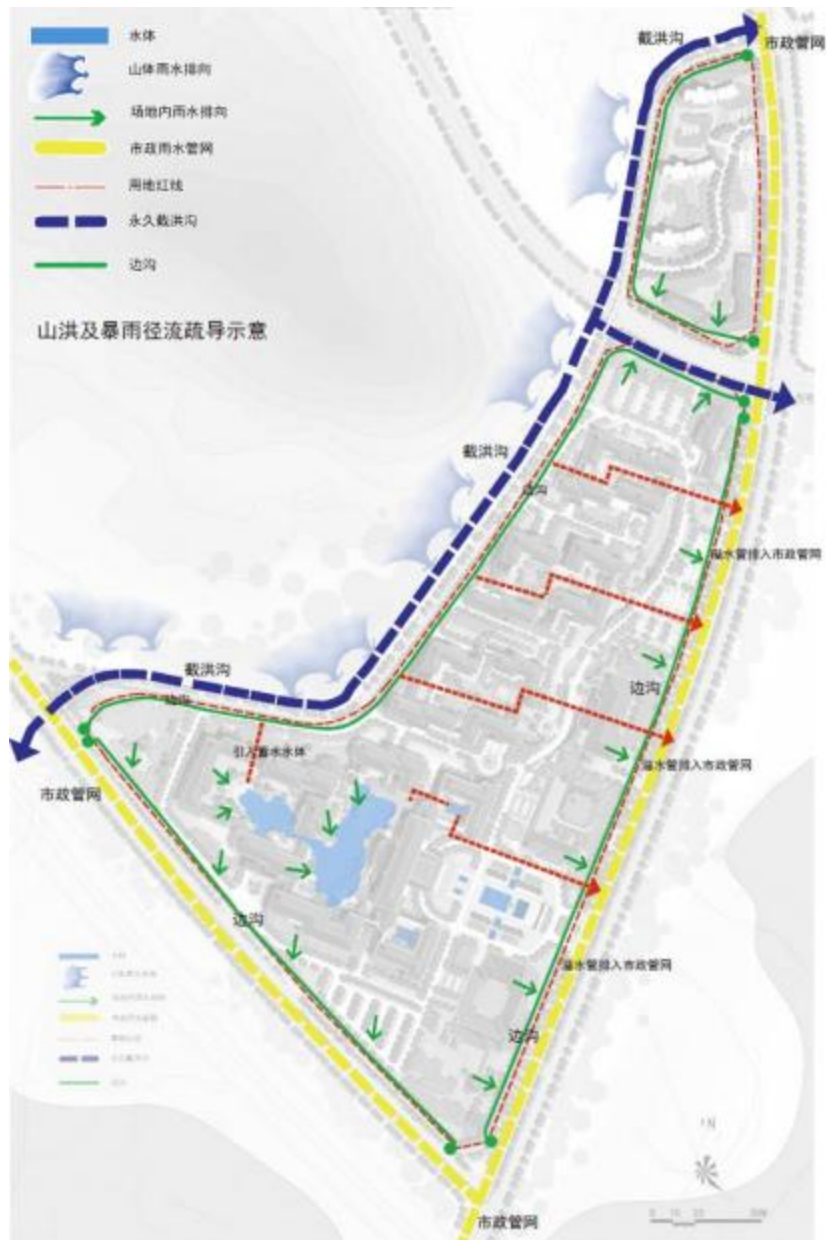 水体
山体雨水排向
场地内雨水排向
市政雨水管网
用地红线
永久截洪沟
边沟
山洪及暴雨径流疏导示意
截洪沟
市政管网
截洪沟
边沟
溢水管排入市政管网
截洪沟
边沟
边沟
引入蓄水水体
溢水管排入市政管网
市政管网
边沟
溢水管排入市政管网
边沟
N
市政管网